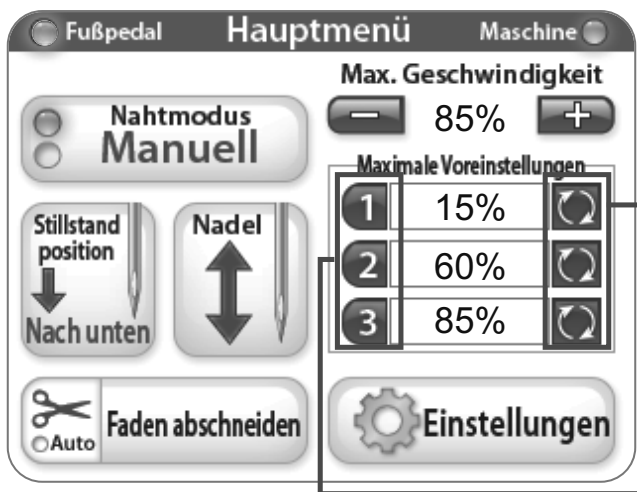 Fußpedal Hauptmenü Maschine
Max. Geschwindigkeit
85%
Nahtmodus
Manuell
Maximale Voreinstellungen
1 15%
2 60%
3 85%
Stillstand
position
Nach unten
Nadel
Auto
Faden abschneiden
Einstellungen